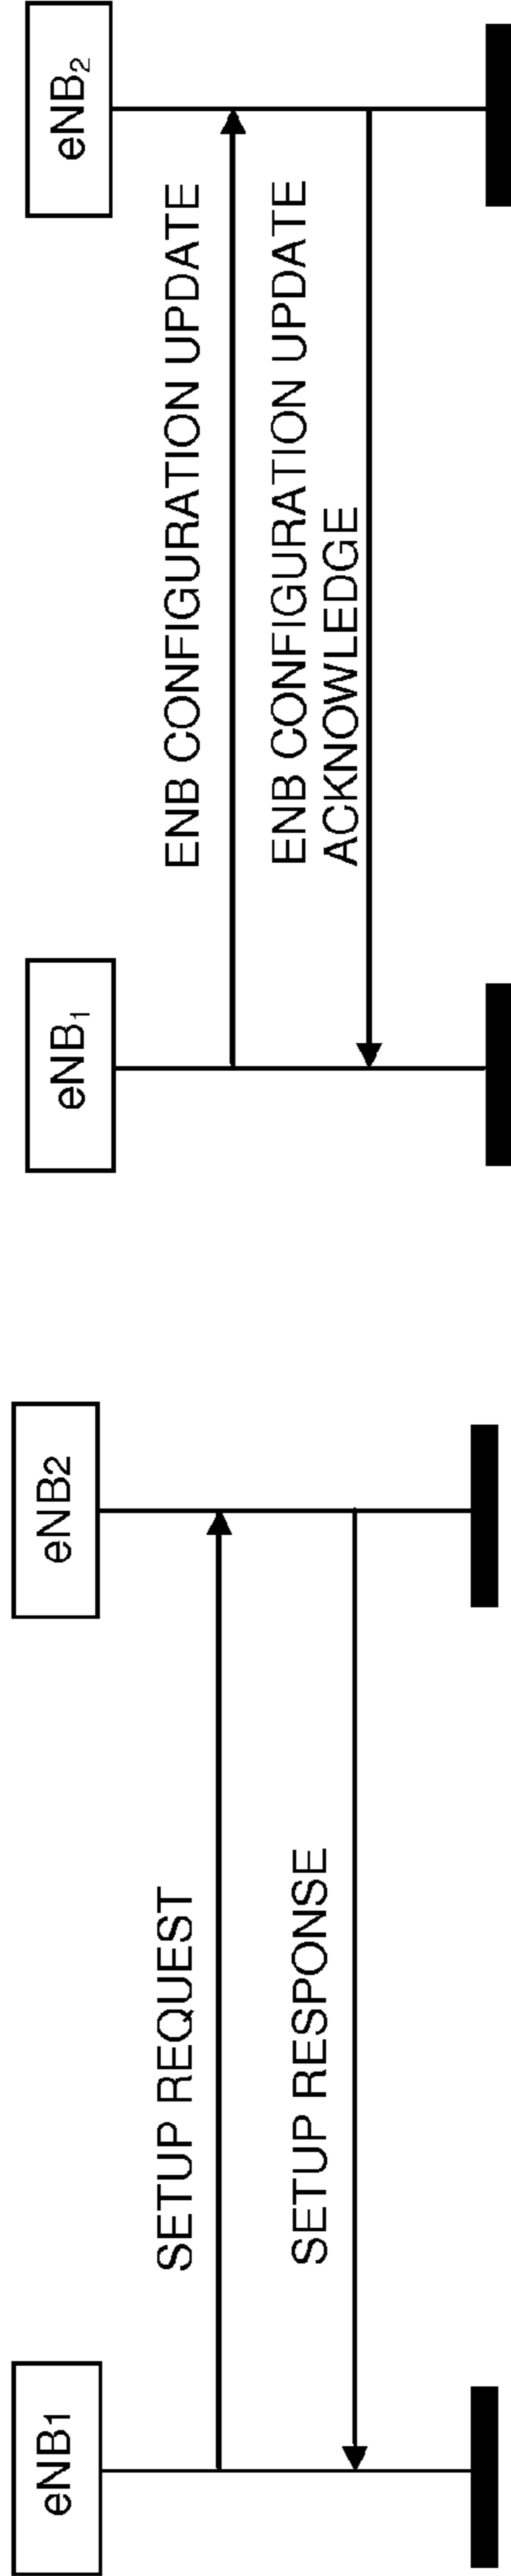 eNB1
eNB2
SETUP REQUEST
SETUP RESPONSE
eNB1
eNB2
ENB CONFIGURATION UPDATE
ENB CONFIGURATION UPDATE
ACKNOWLEDGE